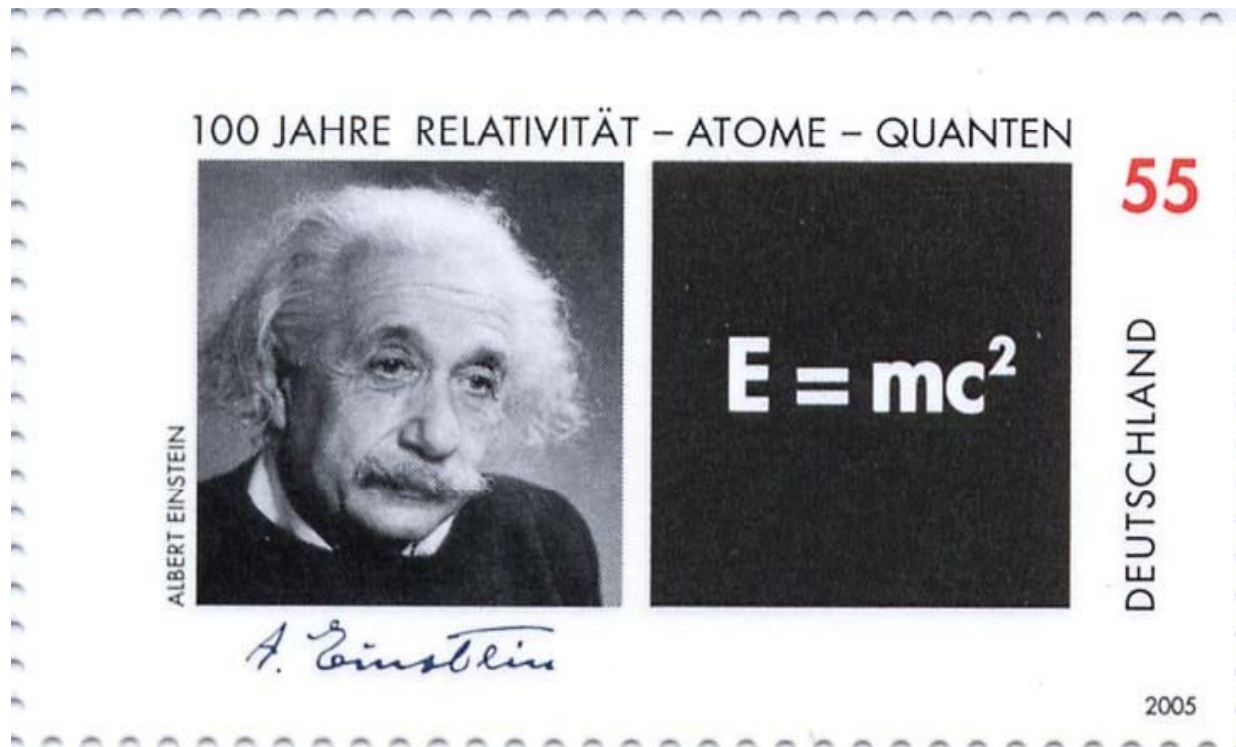 100 JAHRE RELATIVITÄT – ATOME – QUANTEN
55
E = mc²
DEUTSCHLAND
ALBERT EINSTEIN
A. Einstein
2005